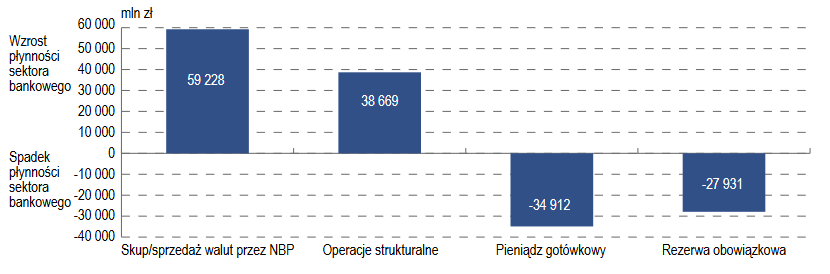 mln zł
Wzrost
płynności
sektora
bankowego
60 000
50 000
40 000
30 000
20 000
10 000
0
Spadek
płynności
sektora
bankowego
-10 000
-20 000
-30 000
-40 000
59 228
38 669
-34 912
-27 931
Skup/sprzedaż walut przez NBP
Operacje strukturalne
Pieniądz gotówkowy
Rezerwa obowiązkowa